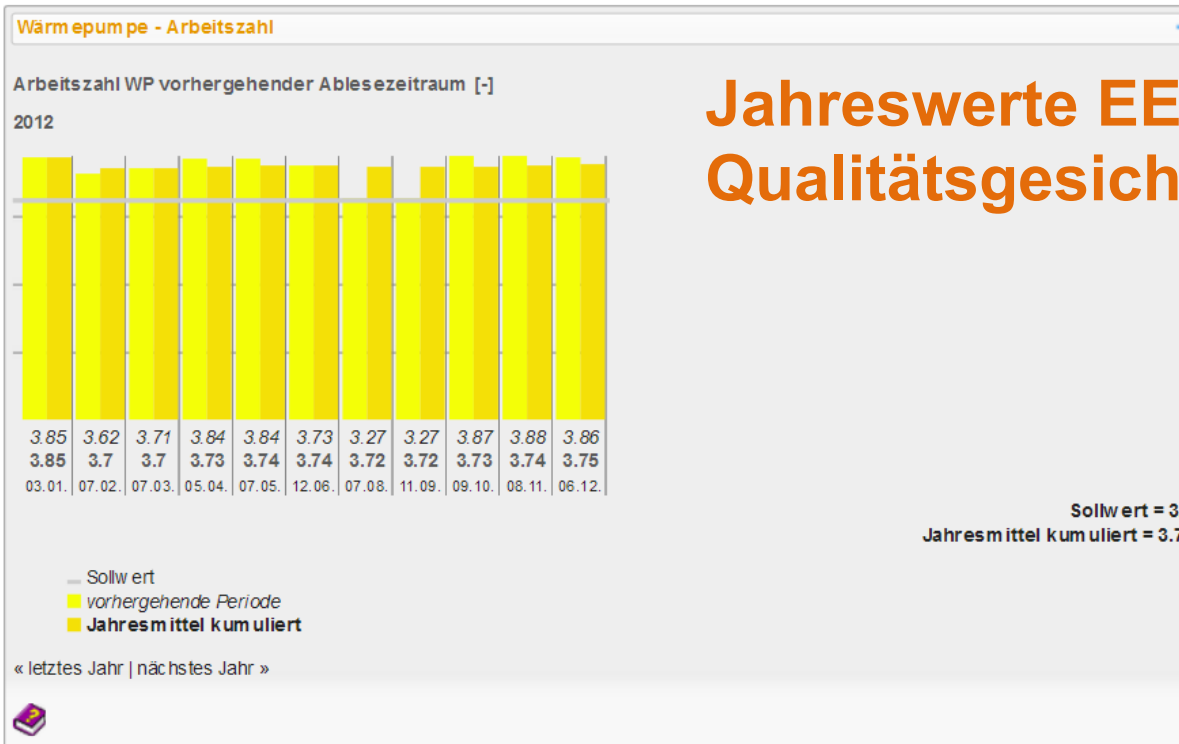 Wärmepumpe - Arbeitszahl
Arbeitszahl WP vorhergehender Ablesezeitraum [-]
2012
Jahreswerte EE
Qualitätsgesich
3.85 3.62 3.71 3.84 3.84 3.73 3.27 3.27 3.87 3.88 3.86
3.85 3.7 3.7 3.73 3.74 3.74 3.72 3.72 3.73 3.74 3.75
03.01. 07.02. 07.03. 05.04. 07.05. 12.06. 07.08. 11.09. 09.10. 08.11. 06.12.
Sollwert = 3
Jahresmittel kumuliert = 3.7
Sollwert
vorhergehende Periode
Jahresmittel kumuliert
« letztes Jahr | nächstes Jahr »
?